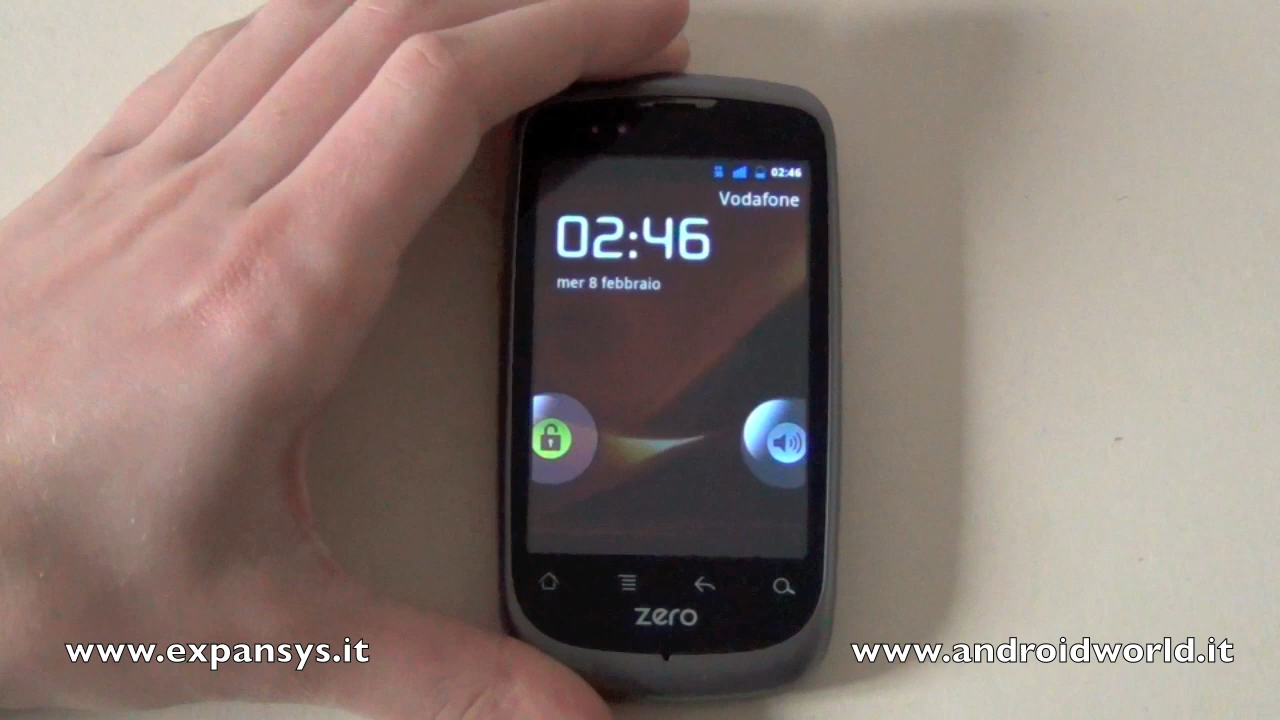 02:46
Vodafone
02:46
mer 8 febbraio
zero
www.expansys.it
www.androidworld.it